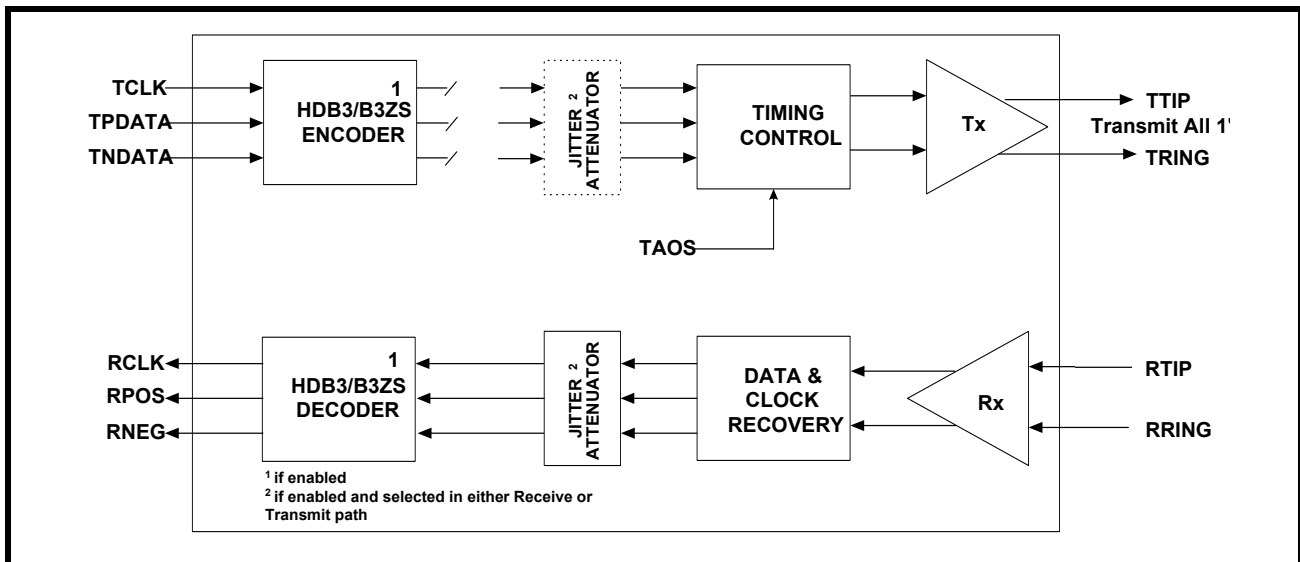 TCLK
TPDATA
TNDATA
1
HDB3/B3ZS
ENCODER
JITTER 2
ATTENUATOR
TIMING
CONTROL
Tx
TTIP
Transmit All 1'
TRING
TAOS
RCLK
RPOS
RNEG
1
HDB3/B3ZS
DECODER
JITTER 2
ATTENUATOR
DATA &
CLOCK
RECOVERY
Rx
RTIP
RRING
1 if enabled
2 if enabled and selected in either Receive or
Transmit path